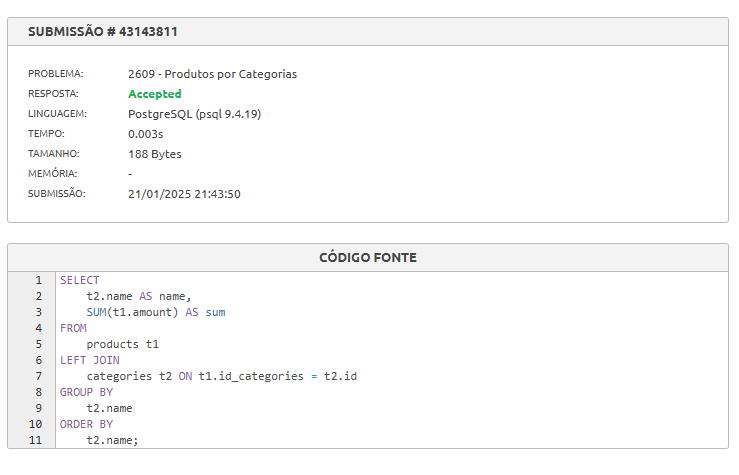 SUBMISSÃO # 43143811
PROBLEMA: 2609 - Produtos por Categorias
RESPOSTA: Accepted
LINGUAGEM: PostgreSQL (psql 9.4.19)
TEMPO: 0.003s
TAMANHO: 188 Bytes
MEMÓRIA: -
SUBMISSÃO: 21/01/2025 21:43:50
CÓDIGO FONTE
1 SELECT
2 t2.name AS name,
3 SUM(t1.amount) AS sum
4 FROM
5 products t1
6 LEFT JOIN
7 categories t2 ON t1.id_categories = t2.id
8 GROUP BY
9 t2.name
10 ORDER BY
11 t2.name;